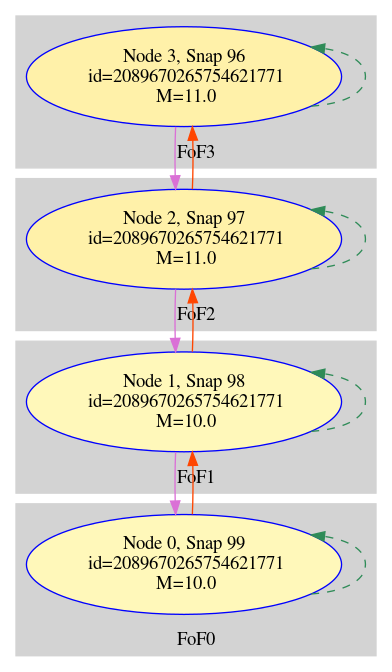 Node 3, Snap 96
id=2089670265754621771
M=11.0
FoF3
Node 2, Snap 97
id=2089670265754621771
M=11.0
FoF2
Node 1, Snap 98
id=2089670265754621771
M=10.0
FoF1
Node 0, Snap 99
id=2089670265754621771
M=10.0
FoF0